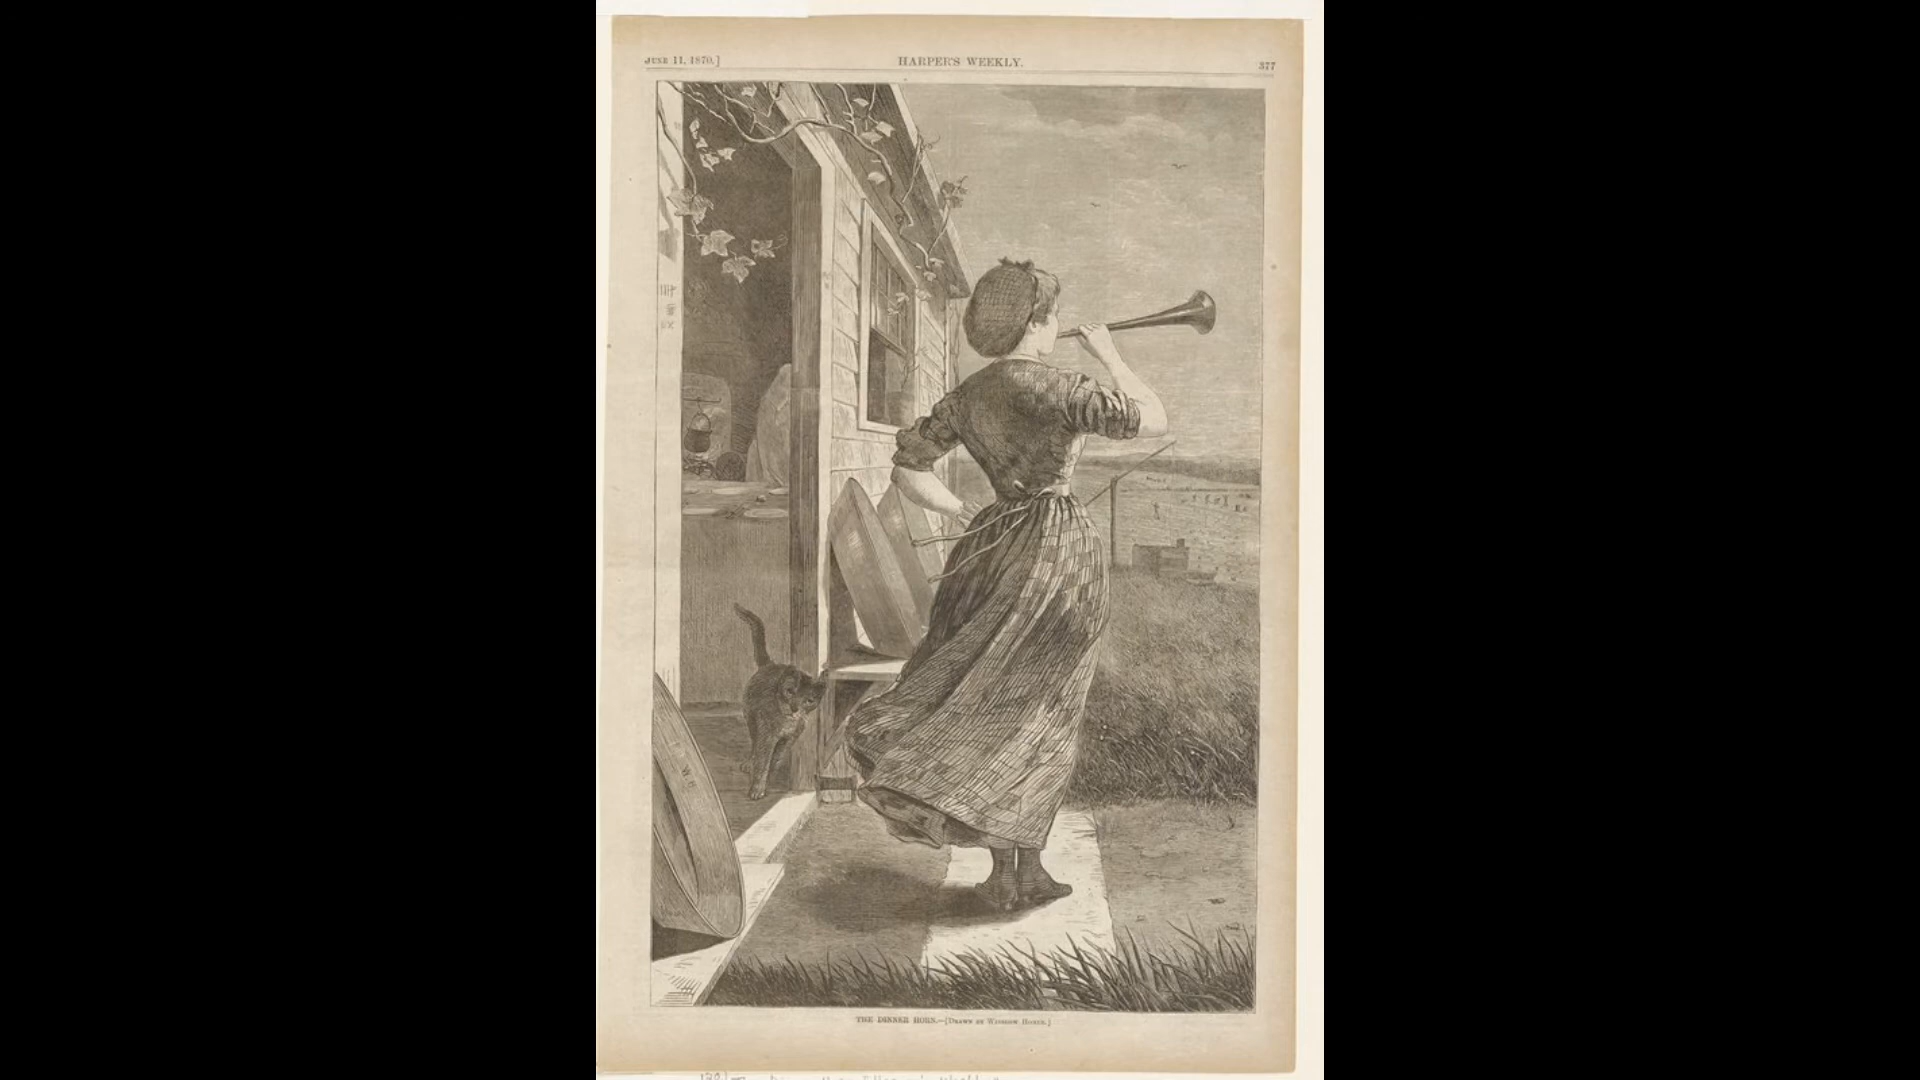 JUNE 11, 1870.]
HARPER'S WEEKLY.
377
THE DINNER HORN.—[DRAWN BY WINSLOW HOMER.]